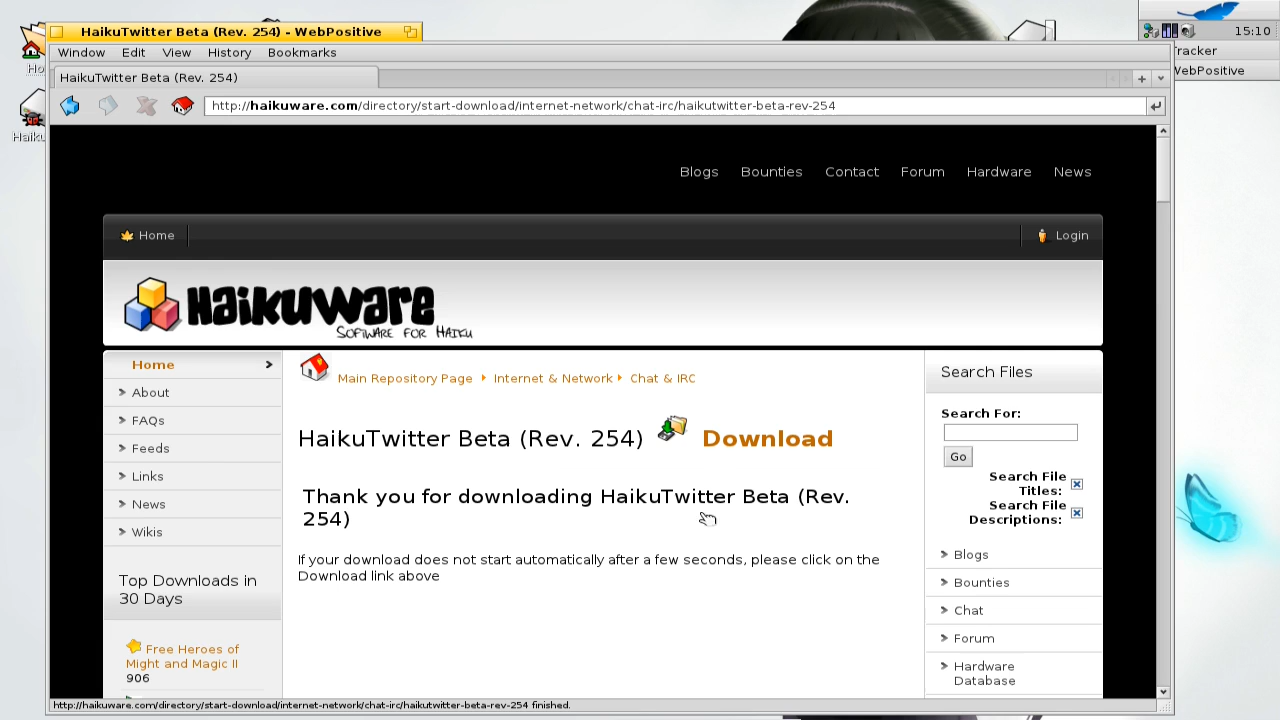 HaikuTwitter Beta (Rev. 254) - WebPositive
15:10
Tracker
WebPositive
Window Edit View History Bookmarks
HaikuTwitter Beta (Rev. 254)
http://haikuware.com/directory/start-download/internet-network/chat-irc/haikutwitter-beta-rev-254
Haiku
Blogs Bounties Contact Forum Hardware News
Home
Login
Haikuware
Software for Haiku
Home
About
FAQs
Feeds
Links
News
Wikis
Top Downloads in
30 Days
Free Heroes of
Might and Magic II
906
Main Repository Page Internet & Network Chat & IRC
HaikuTwitter Beta (Rev. 254) Download
Thank you for downloading HaikuTwitter Beta (Rev.
254)
If your download does not start automatically after a few seconds, please click on the
Download link above
Search Files
Search For:
Go
Search File
Titles:
Search File
Descriptions:
Blogs
Bounties
Chat
Forum
Hardware
Database
http://haikuware.com/directory/start-download/internet-network/chat-irc/haikutwitter-beta-rev-254 finished.